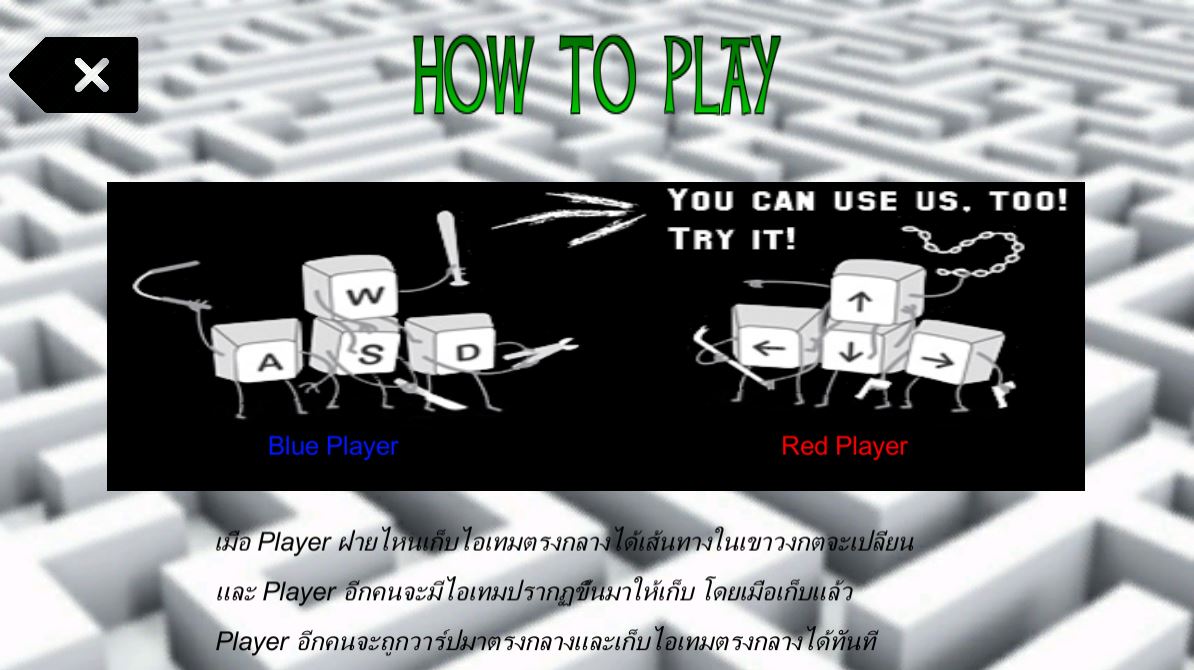 HOW TO PLAY
YOU CAN USE US, TOO!
TRY IT!
W
A S D
↑
← ↓ →
Blue Player
Red Player
เมื่อ Player ฝ่ายไหนเก็บไอเทมตรงกลางได้เส้นทางในเขาวงกตจะเปลี่ยน
และ Player อีกคนจะมีไอเทมปรากฏขึ้นมาให้เก็บ โดยเมื่อเก็บแล้ว
Player อีกคนจะถูกวาร์ปมาตรงกลางและเก็บไอเทมตรงกลางได้ทันที